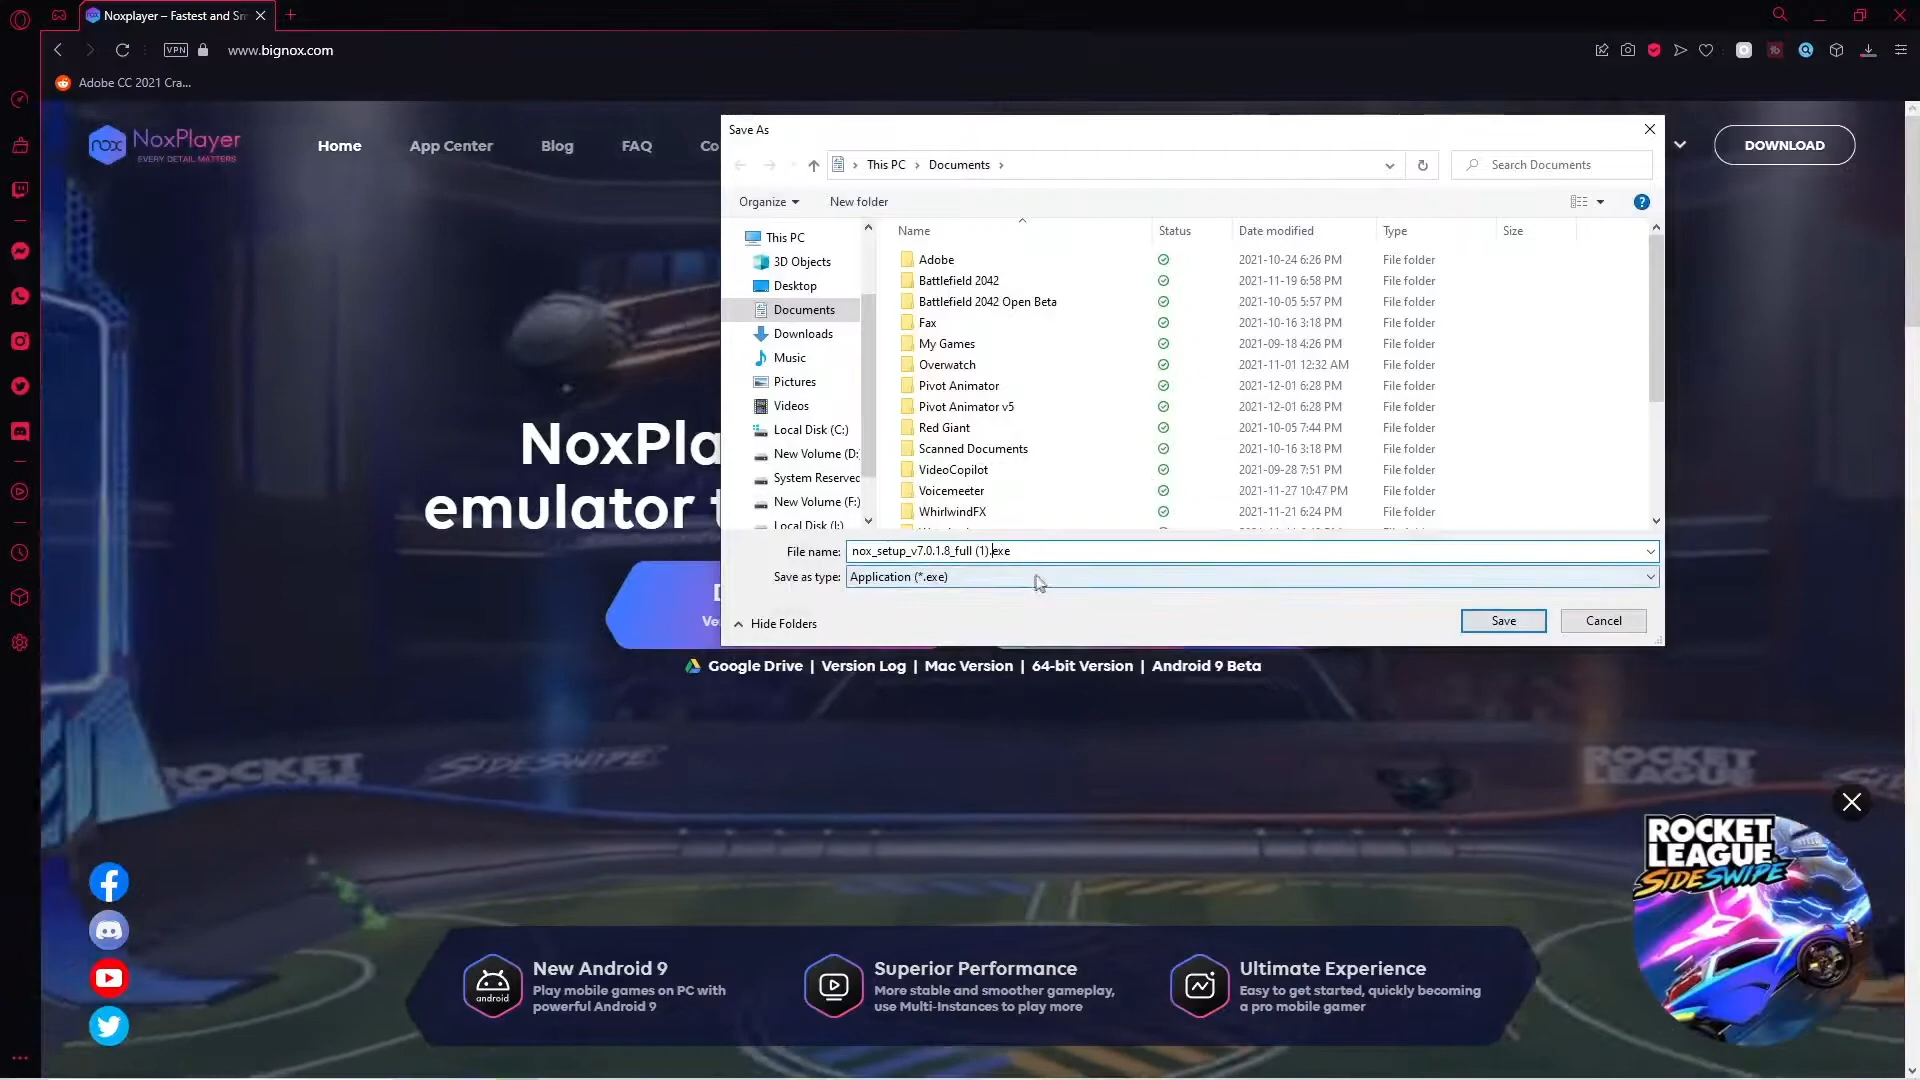 Noxplayer – Fastest and Sm
VPN
www.bignox.com
Adobe CC 2021 Cra...
nox
NoxPlayer
EVERY DETAIL MATTERS
Home
App Center
Blog
FAQ
Co
DOWNLOAD
Save As
This PC
Documents
Search Documents
Organize
New folder
Name
Status
Date modified
Type
Size
This PC
3D Objects
Desktop
Documents
Downloads
Music
Pictures
Videos
Local Disk (C:)
New Volume (D:
System Reserved
New Volume (F:)
Local Disk (I:)
Adobe 2021-10-24 6:26 PM File folder
Battlefield 2042 2021-11-19 6:58 PM File folder
Battlefield 2042 Open Beta 2021-10-05 5:57 PM File folder
Fax 2021-10-16 3:18 PM File folder
My Games 2021-09-18 4:26 PM File folder
Overwatch 2021-11-01 12:32 AM File folder
Pivot Animator 2021-12-01 6:28 PM File folder
Pivot Animator v5 2021-12-01 6:28 PM File folder
Red Giant 2021-10-05 7:44 PM File folder
Scanned Documents 2021-10-16 3:18 PM File folder
VideoCopilot 2021-09-28 7:51 PM File folder
Voicemeeter 2021-11-27 10:47 PM File folder
WhirlwindFX 2021-11-21 6:24 PM File folder
File name: nox_setup_v7.0.1.8_full (1).exe
Save as type: Application (*.exe)
Hide Folders
Save
Cancel
NoxPla
emulator t
D
Ve
Google Drive | Version Log | Mac Version | 64-bit Version | Android 9 Beta
ROCKET
SIDESWIPE
ROCKET
LEAGUE
ROCKET
LEAGUE
SIDESWIPE
android
New Android 9
Play mobile games on PC with
powerful Android 9
Superior Performance
More stable and smoother gameplay,
use Multi-Instances to play more
Ultimate Experience
Easy to get started, quickly becoming
a pro mobile gamer